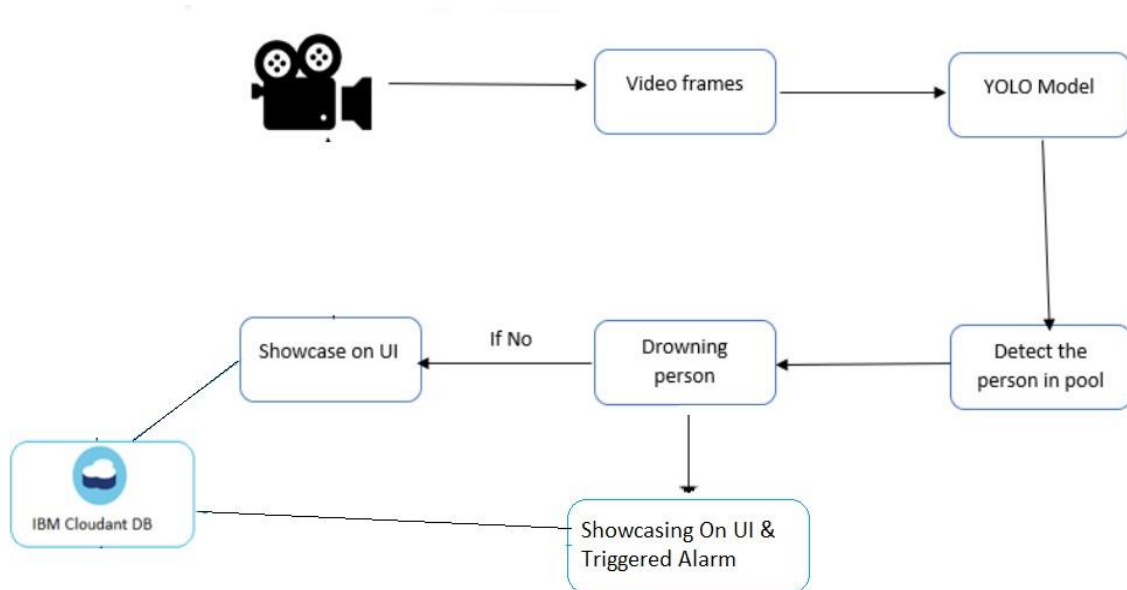 Video frames
YOLO Model
If No
Showcase on UI
Drowning
person
Detect the
person in pool
IBM Cloudant DB
Showcasing On UI &
Triggered Alarm